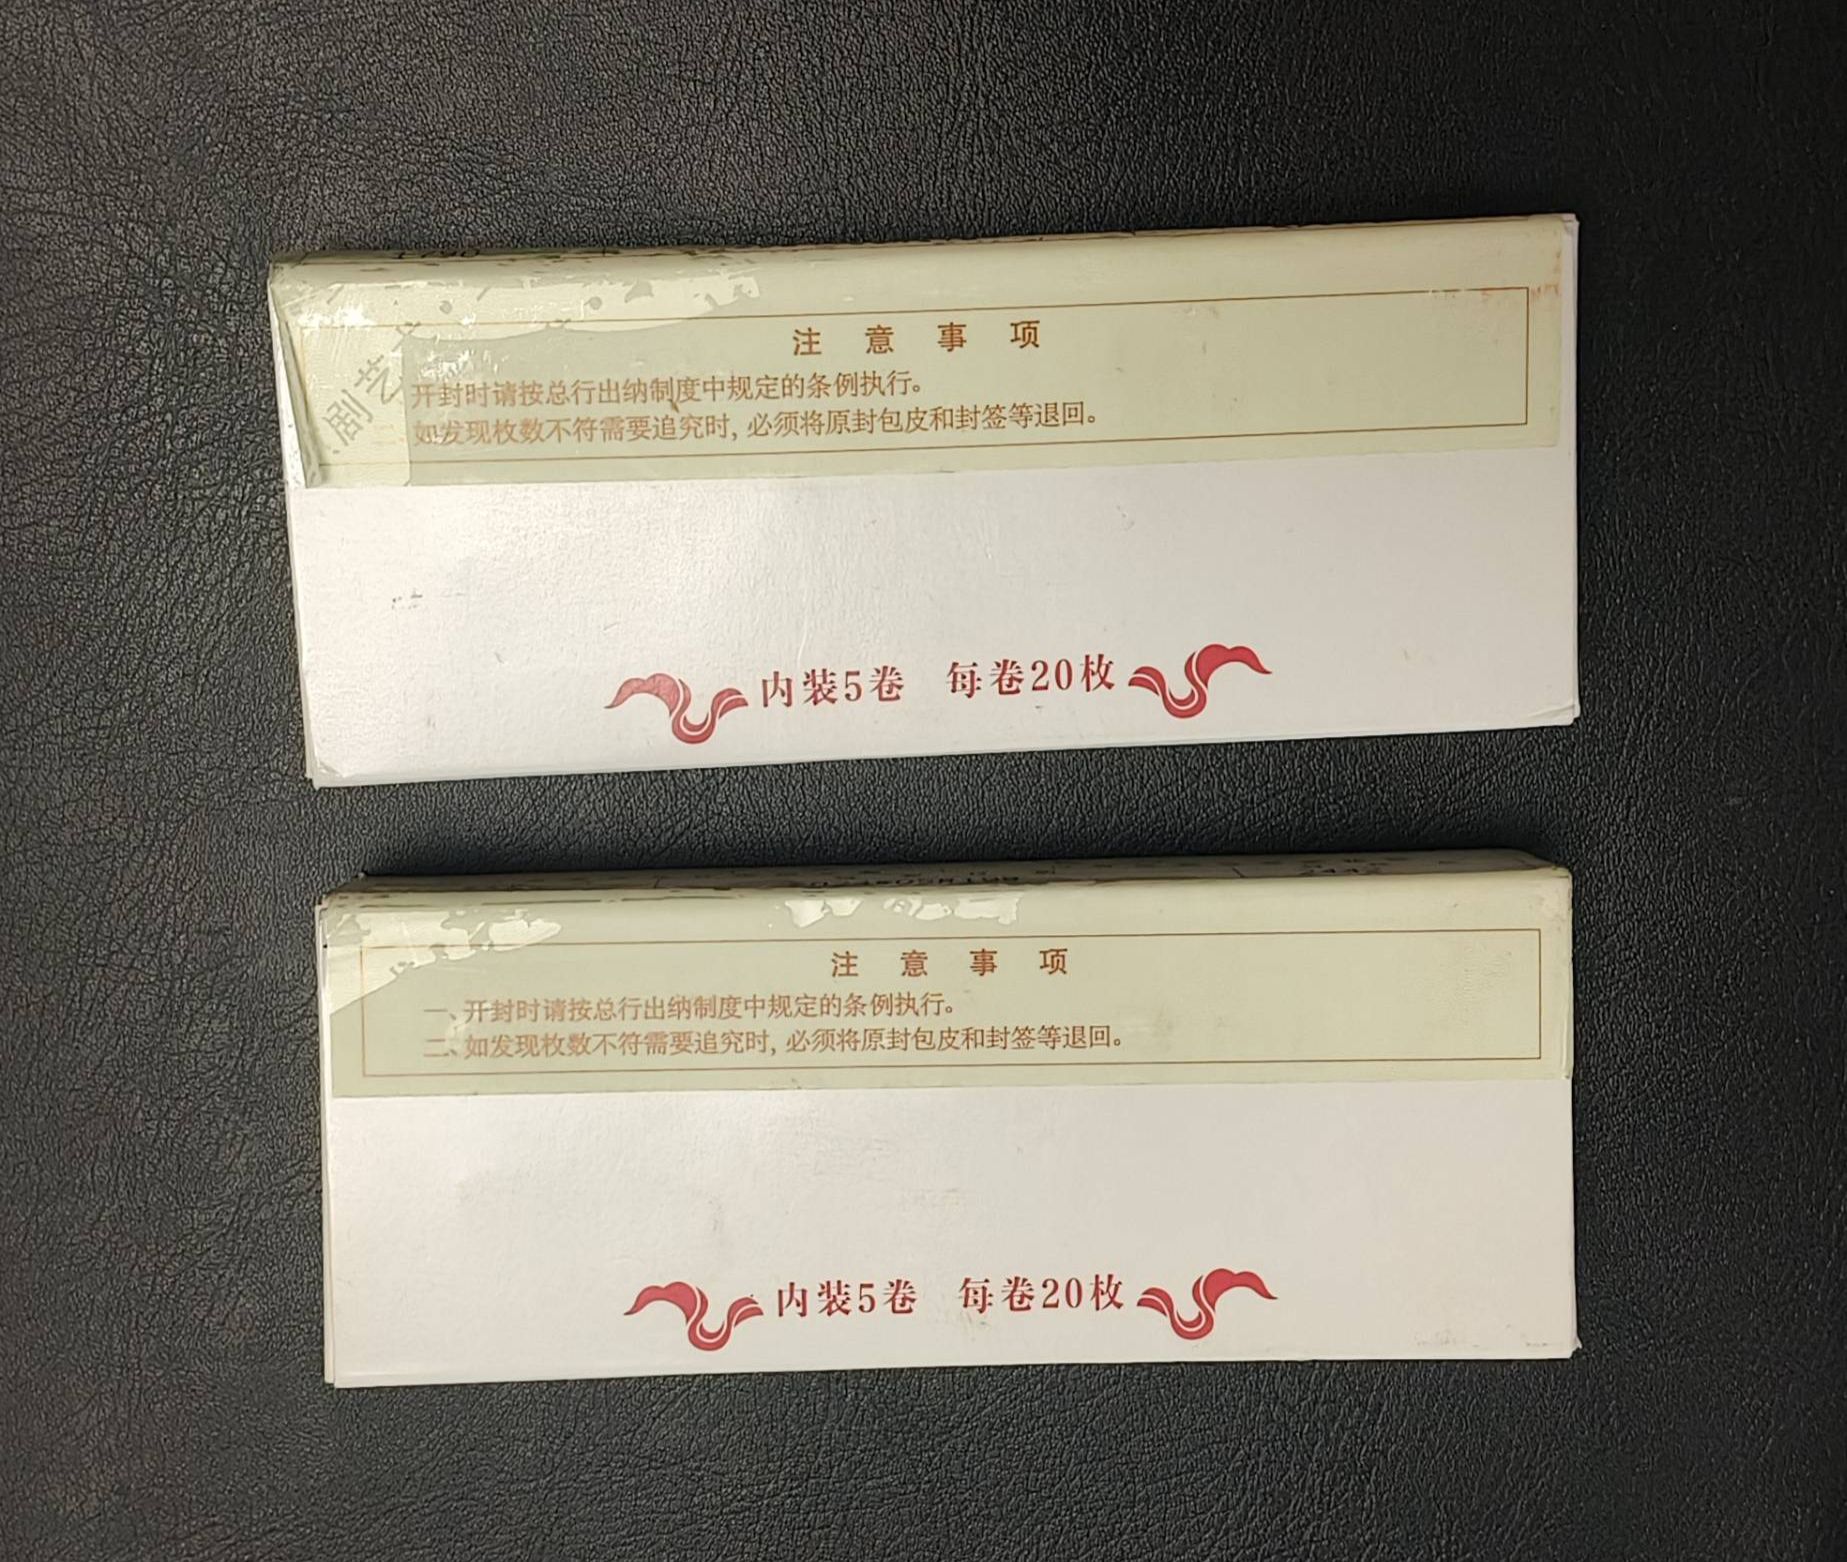 剧艺
注意事项
开封时请按总行出纳制度中规定的条例执行。
如发现枚数不符需要追究时,必须将原封包皮和封签等退回。
内装5卷 每卷20枚
注意事项
一、开封时请按总行出纳制度中规定的条例执行。
二、如发现枚数不符需要追究时,必须将原封包皮和封签等退回。
内装5卷 每卷20枚